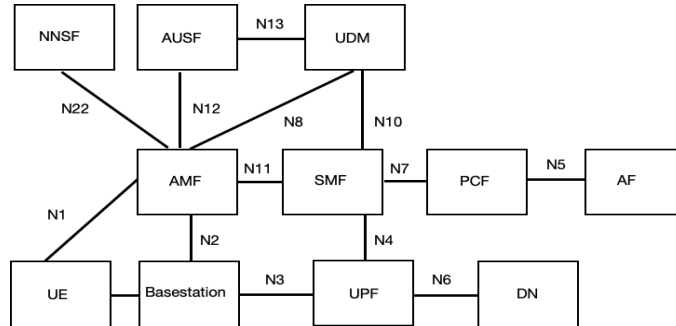 NNSF
AUSF
N13
UDM
N22
N12
N8
N10
AMF
N11
SMF
N7
PCF
N5
AF
N1
N2
N4
UE
Basestation
N3
UPF
N6
DN